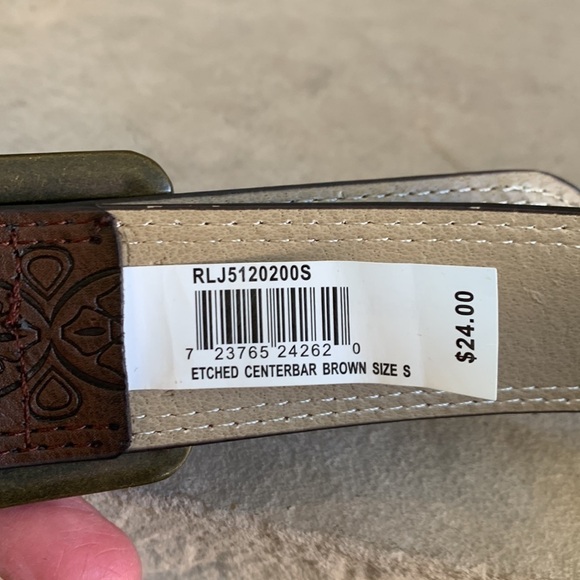 RLJ5120200S
7 23765 24262 0
ETCHED CENTERBAR BROWN SIZE S
$24.00